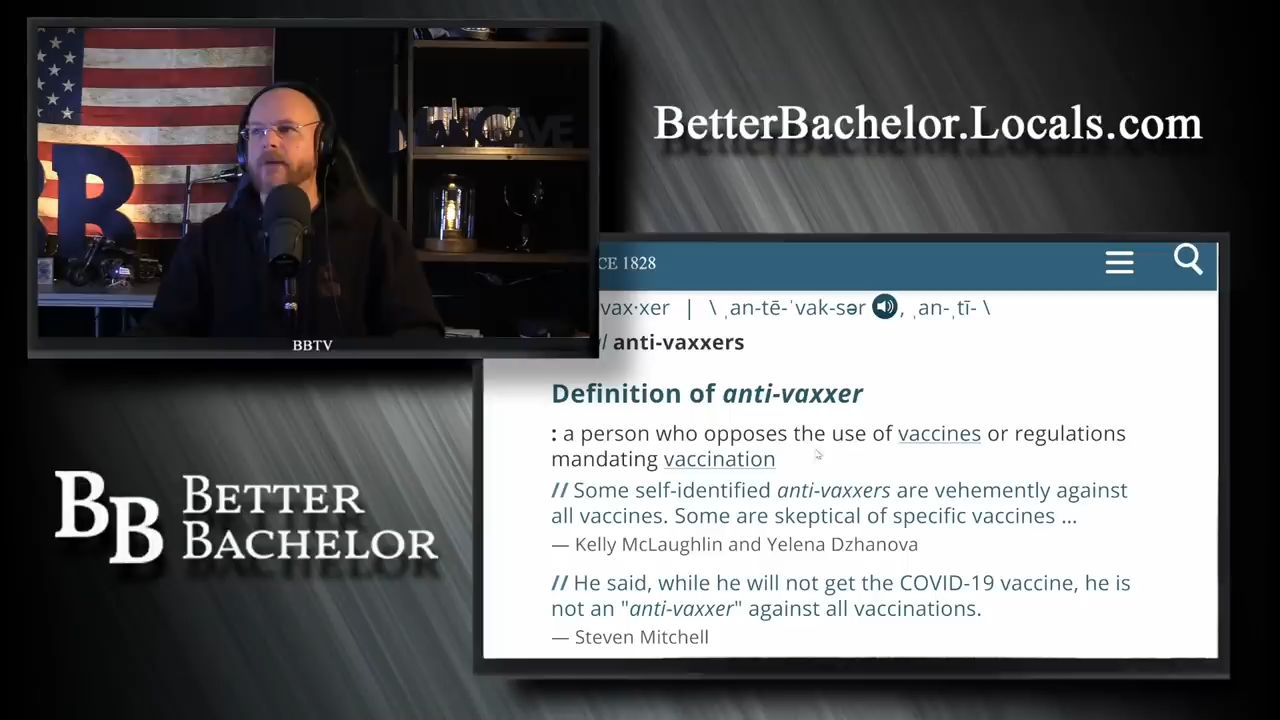 BetterBachelor.Locals.com
BB
BBTV
CE 1828
vax·xer | \ ˌan-tē-ˈvak-sər , ˌan-ˌtī- \
anti-vaxxers
Definition of anti-vaxxer
: a person who opposes the use of vaccines or regulations
mandating vaccination
// Some self-identified anti-vaxxers are vehemently against
all vaccines. Some are skeptical of specific vaccines ...
— Kelly McLaughlin and Yelena Dzhanova
// He said, while he will not get the COVID-19 vaccine, he is
not an "anti-vaxxer" against all vaccinations.
— Steven Mitchell
BB
BETTER
BACHELOR